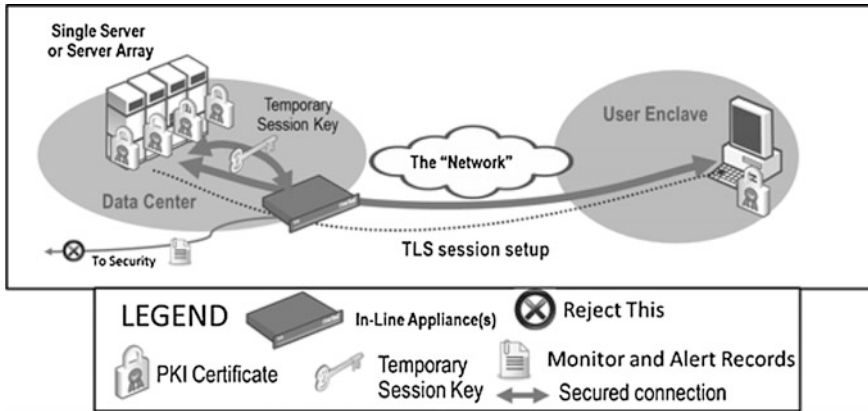 Single Server
or Server Array
Temporary
Session Key
Data Center
The "Network"
User Enclave
To Security
TLS session setup
LEGEND
In-Line Appliance(s)
Reject This
PKI Certificate
Temporary
Session Key
Monitor and Alert Records
Secured connection